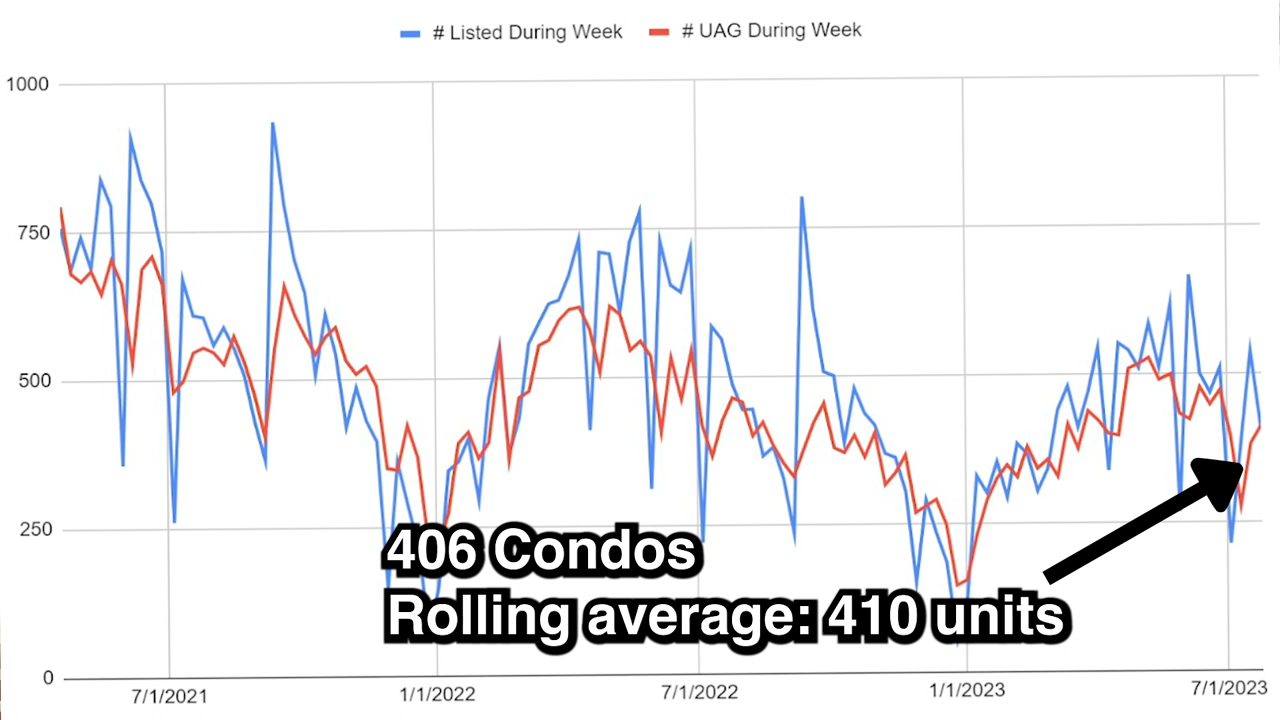 # Listed During Week # UAG During Week
1000
750
500
250
0
7/1/2021 1/1/2022 7/1/2022 1/1/2023 7/1/2023
406 Condos
Rolling average: 410 units